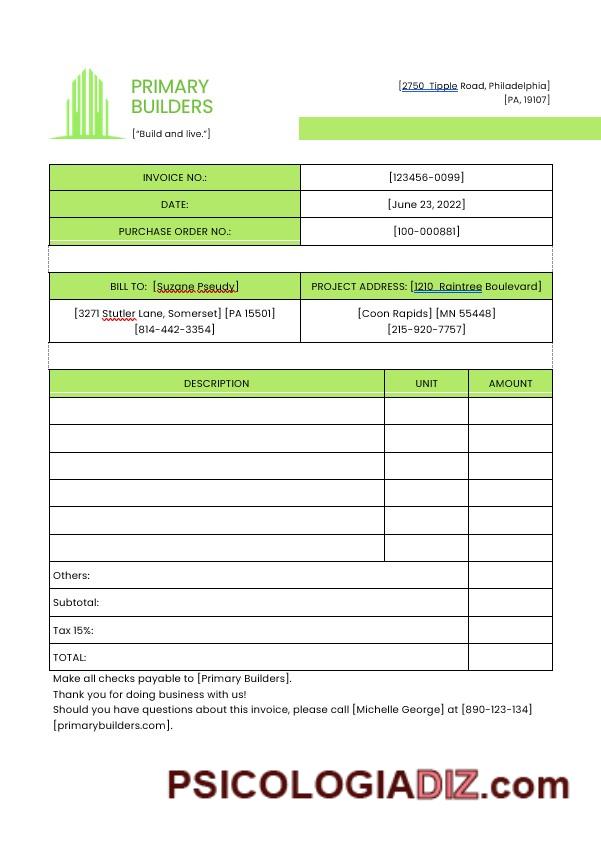 PRIMARY
BUILDERS
["Build and live."]
[2750 Tipple Road, Philadelphia]
[PA, 19107]
INVOICE NO.: [123456-0099]
DATE: [June 23, 2022]
PURCHASE ORDER NO.: [100-000881]
BILL TO: [Suzane Pseudy] PROJECT ADDRESS: [1210 Raintree Boulevard]
[3271 Stutler Lane, Somerset] [PA 15501] [Coon Rapids] [MN 55448]
[814-442-3354] [215-920-7757]
DESCRIPTION UNIT AMOUNT
Others:
Subtotal:
Tax 15%:
TOTAL:
Make all checks payable to [Primary Builders].
Thank you for doing business with us!
Should you have questions about this invoice, please call [Michelle George] at [890-123-134]
[primarybuilders.com].
PSICOLOGIADIZ.com